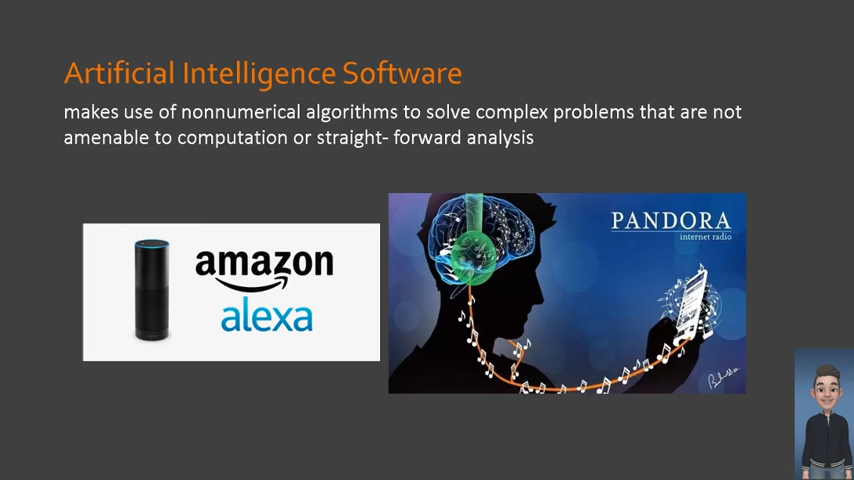 Artificial Intelligence Software
makes use of nonnumerical algorithms to solve complex problems that are not
amenable to computation or straight- forward analysis
amazon
alexa
PANDORA
internet radio